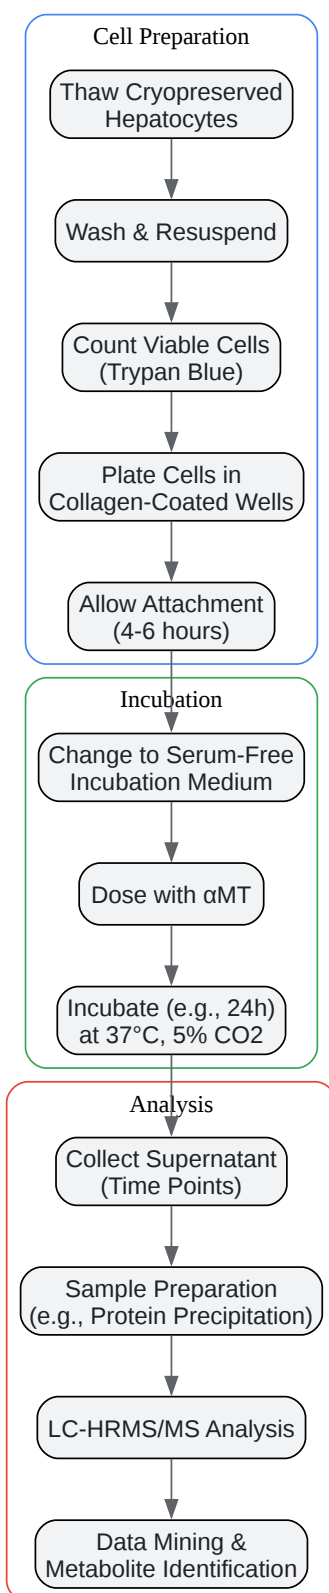 Cell Preparation
Thaw Cryopreserved
Hepatocytes
Wash & Resuspend
Count Viable Cells
(Trypan Blue)
Plate Cells in
Collagen-Coated Wells
Allow Attachment
(4-6 hours)
Incubation
Change to Serum-Free
Incubation Medium
Dose with αMT
Incubate (e.g., 24h)
at 37°C, 5% CO2
Analysis
Collect Supernatant
(Time Points)
Sample Preparation
(e.g., Protein Precipitation)
LC-HRMS/MS Analysis
Data Mining &
Metabolite Identification